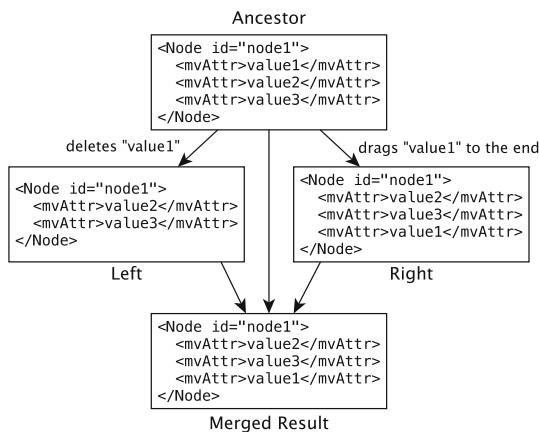 Ancestor
<Node id="node1">
<mvAttr>value1</mvAttr>
<mvAttr>value2</mvAttr>
<mvAttr>value3</mvAttr>
</Node>
deletes "value1"
drags "value1" to the end
<Node id="node1">
<mvAttr>value2</mvAttr>
<mvAttr>value3</mvAttr>
</Node>
Left
<Node id="node1">
<mvAttr>value2</mvAttr>
<mvAttr>value3</mvAttr>
<mvAttr>value1</mvAttr>
</Node>
Right
<Node id="node1">
<mvAttr>value2</mvAttr>
<mvAttr>value3</mvAttr>
<mvAttr>value1</mvAttr>
</Node>
Merged Result